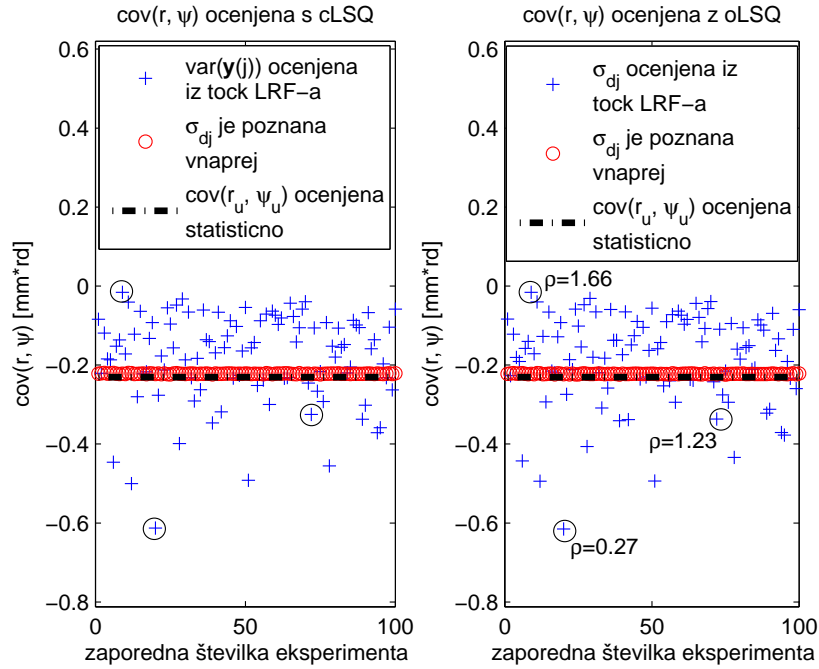 cov(r, ψ) ocenjena s cLSQ
0.6
0.4
0.2
0
−0.2
−0.4
−0.6
−0.8
cov(r, ψ) [mm*rd]
var(y(j)) ocenjena
iz tock LRF−a
σdj je poznana
vnaprej
cov(ru, ψu) ocenjena
statisticno
0 50 100
zaporedna številka eksperimenta
cov(r, ψ) ocenjena z oLSQ
0.6
0.4
0.2
0
−0.2
−0.4
−0.6
−0.8
cov(r, ψ) [mm*rd]
σdj ocenjena iz
tock LRF−a
σdj je poznana
vnaprej
cov(ru, ψu) ocenjena
statisticno
ρ=1.66
ρ=1.23
ρ=0.27
0 50 100
zaporedna številka eksperimenta